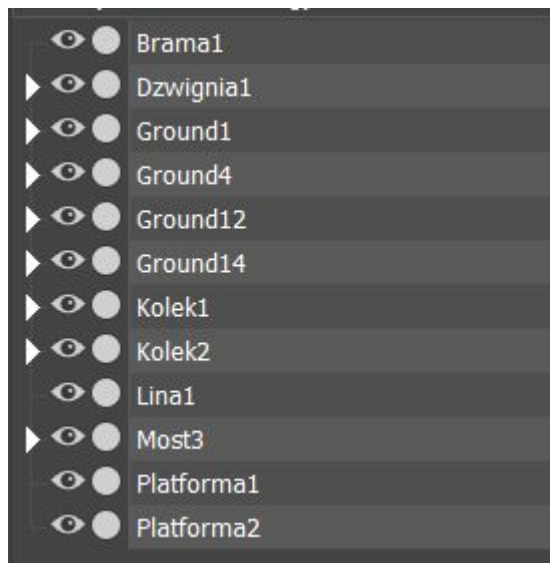 Brama1
Dzwignia1
Ground1
Ground4
Ground12
Ground14
Kolek1
Kolek2
Lina1
Most3
Platforma1
Platforma2